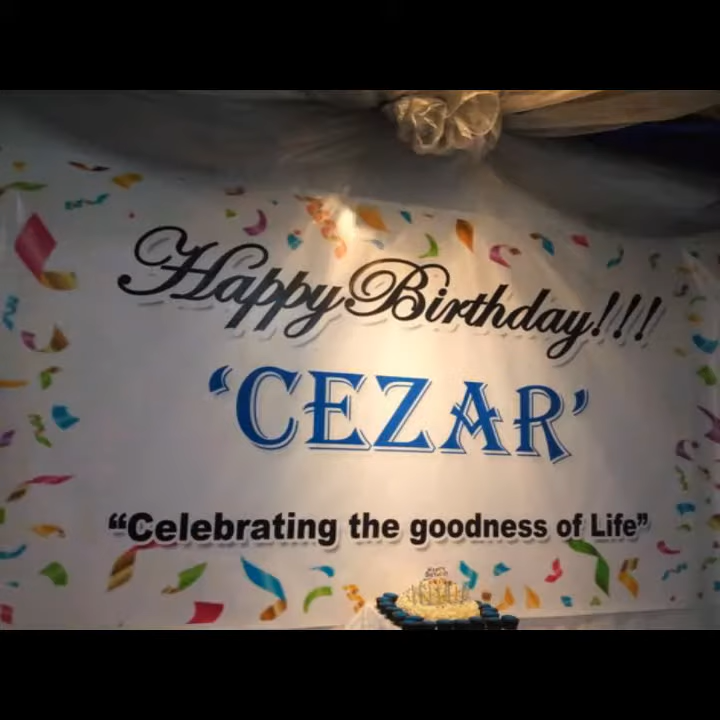 Happy Birthday!!!
‘CEZAR’
“Celebrating the goodness of Life”